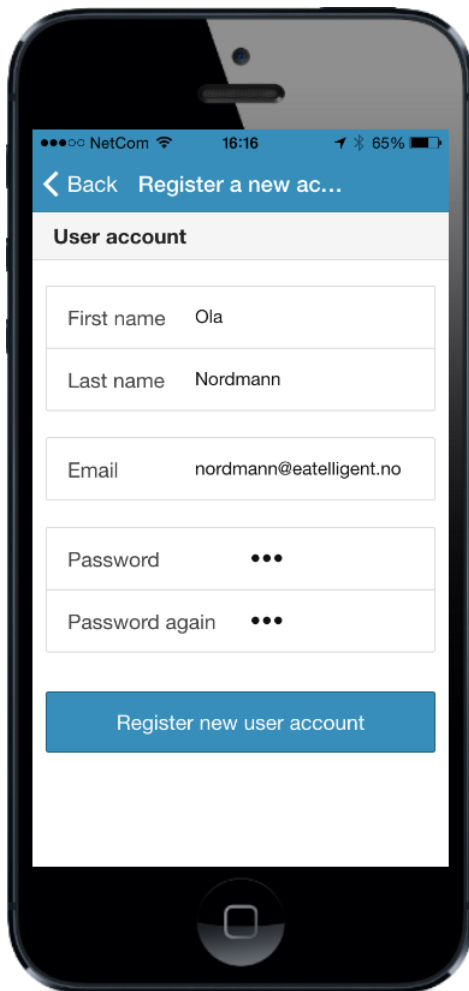 NetCom 16:16 65%
Back Register a new ac...
User account
First name Ola
Last name Nordmann
Email nordmann@eatelligent.no
Password •••
Password again •••
Register new user account